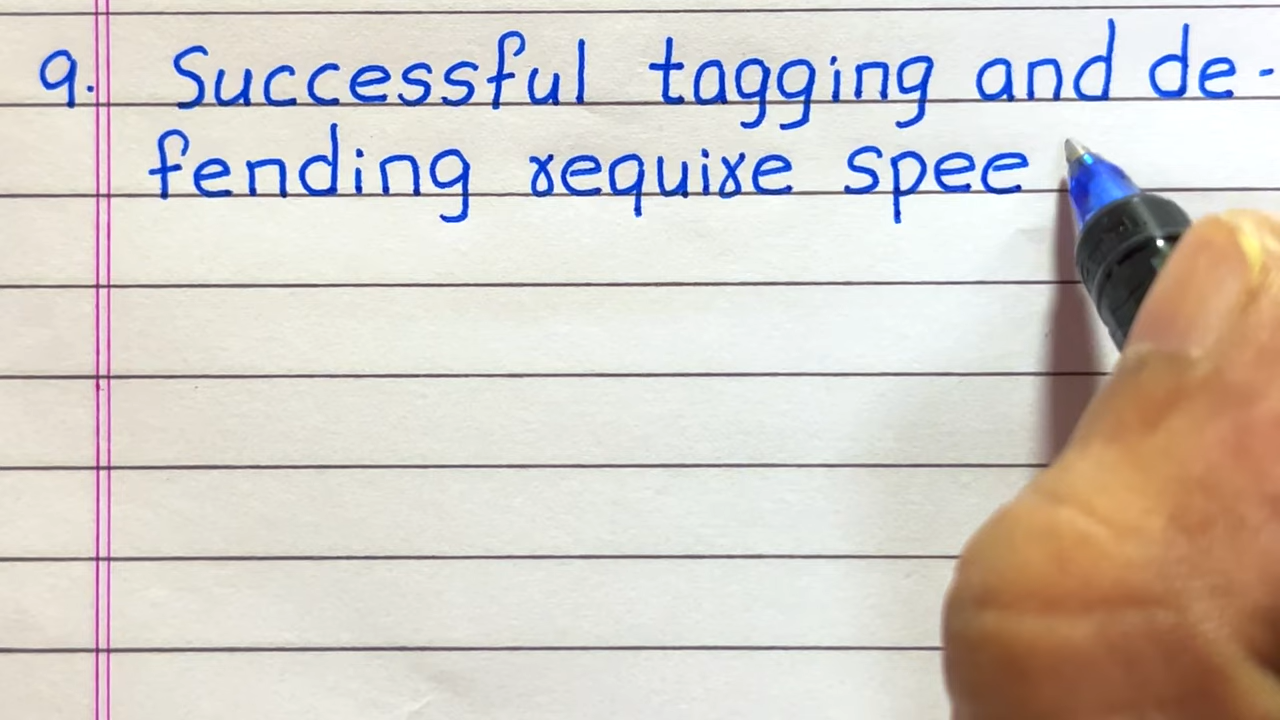 9. Successful tagging and de-
fending require spee